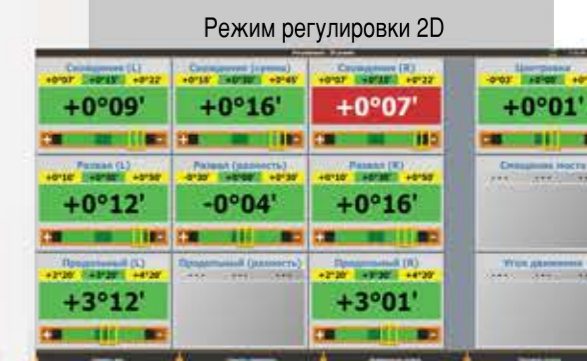 Режим регулировки 2D
Схождение (L) Схождение (сумма) Схождение (R) Центровка
+0°07' +0°15' +0°22' +0°15' +0°30' +0°45' +0°07' +0°15' +0°22' -0°03' +0°00'
+0°09' +0°16' +0°07' +0°01'
Развал (L) Развал (разность) Развал (R) Смещение моста
+0°10' +0°30' +0°50' -0°30' +0°00' +0°30' +0°10' +0°30' +0°50' --- --- ---
+0°12' -0°04' +0°16'
Продольный (L) Продольный (разность) Продольный (R) Угол движения
+2°20' +3°20' +4°20' --- --- --- +2°20' +3°20' +4°20' --- --- ---
+3°12' +3°01'